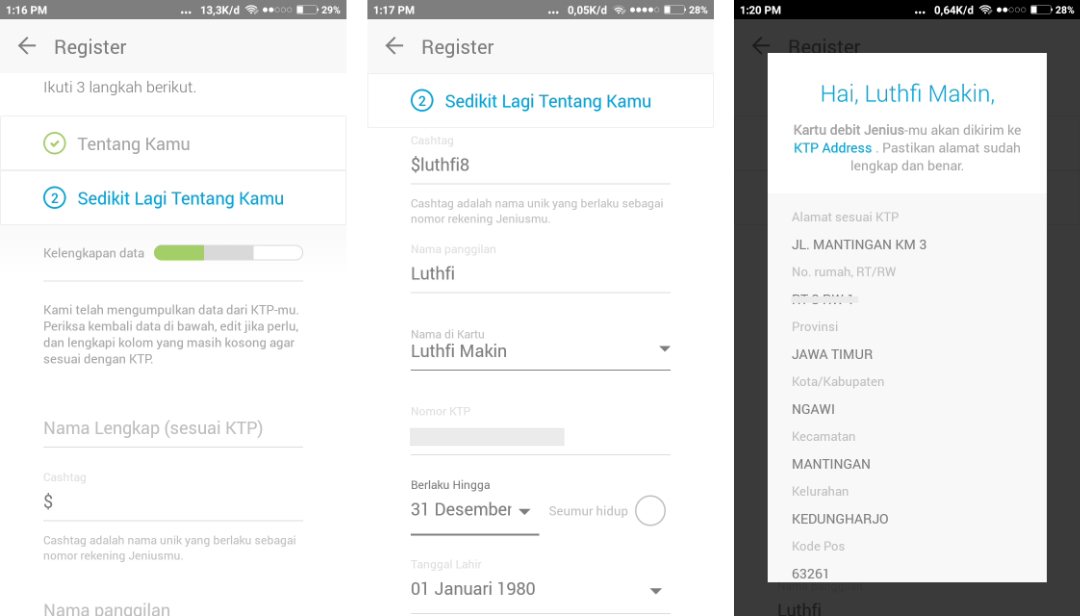 1:16 PM ... 13,3K/d 29%
Register
Ikuti 3 langkah berikut.
Tentang Kamu
2 Sedikit Lagi Tentang Kamu
Kelengkapan data
Kami telah mengumpulkan data dari KTP-mu.
Periksa kembali data di bawah, edit jika perlu,
dan lengkapi kolom yang masih kosong agar
sesuai dengan KTP.
Nama Lengkap (sesuai KTP)
Cashtag
$
Cashtag adalah nama unik yang berlaku sebagai
nomor rekening Jeniusmu.
Nama panggilan
1:17 PM ... 0,05K/d 28%
Register
2 Sedikit Lagi Tentang Kamu
Cashtag
$luthfi8
Cashtag adalah nama unik yang berlaku sebagai
nomor rekening Jeniusmu.
Nama panggilan
Luthfi
Nama di Kartu
Luthfi Makin
Nomor KTP
Berlaku Hingga
31 Desember Seumur hidup
Tanggal Lahir
01 Januari 1980
1:20 PM ... 0,64K/d 28%
Register
Hai, Luthfi Makin,
Kartu debit Jenius-mu akan dikirim ke
KTP Address . Pastikan alamat sudah
lengkap dan benar.
Alamat sesuai KTP
JL. MANTINGAN KM 3
No. rumah, RT/RW
Provinsi
JAWA TIMUR
Kota/Kabupaten
NGAWI
Kecamatan
MANTINGAN
Kelurahan
KEDUNGHARJO
Kode Pos
63261
Nama panggilan
Luthfi